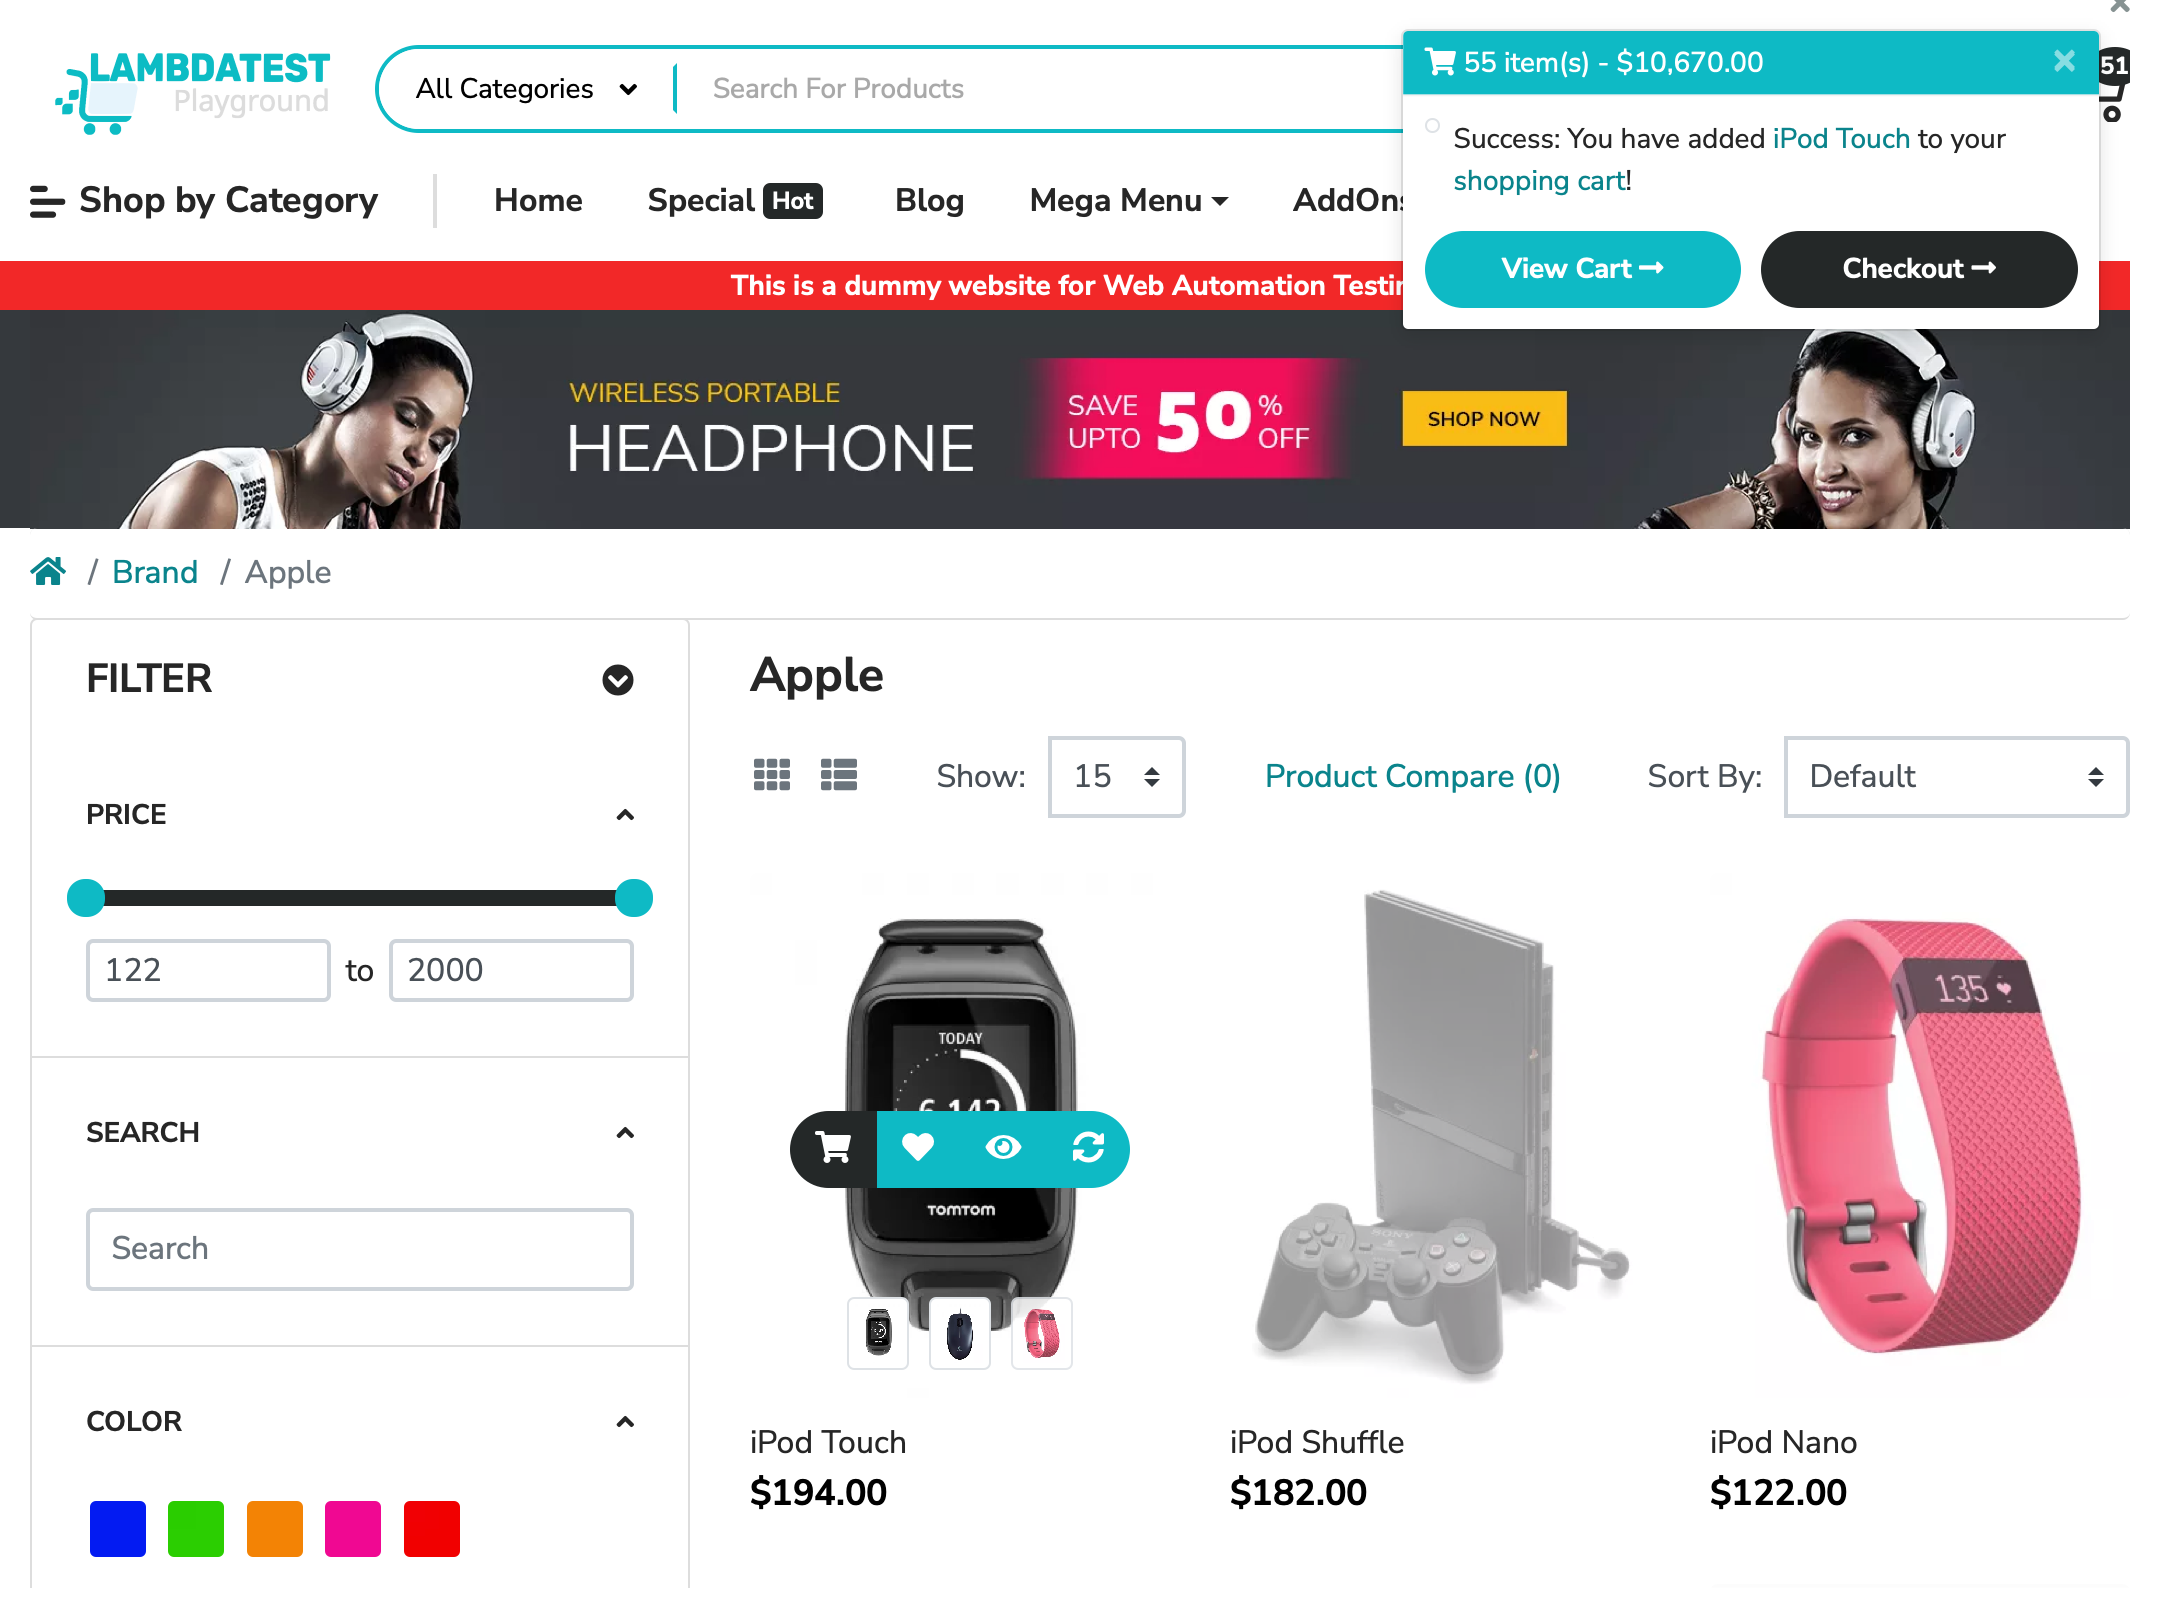 LAMBDATEST
Playground
All Categories
Search For Products
55 item(s) - $10,670.00
51
Success: You have added iPod Touch to your
shopping cart!
View Cart
Checkout
Shop by Category
Home
Special Hot
Blog
Mega Menu
AddOns
This is a dummy website for Web Automation Testin
WIRELESS PORTABLE
HEADPHONE
SAVE
UPTO
50
%
OFF
SHOP NOW
/ Brand / Apple
FILTER
PRICE
122 to 2000
SEARCH
Search
COLOR
Apple
Show: 15
Product Compare (0)
Sort By: Default
TODAY
6,142
TOMTOM
SONY
135
iPod Touch
$194.00
iPod Shuffle
$182.00
iPod Nano
$122.00